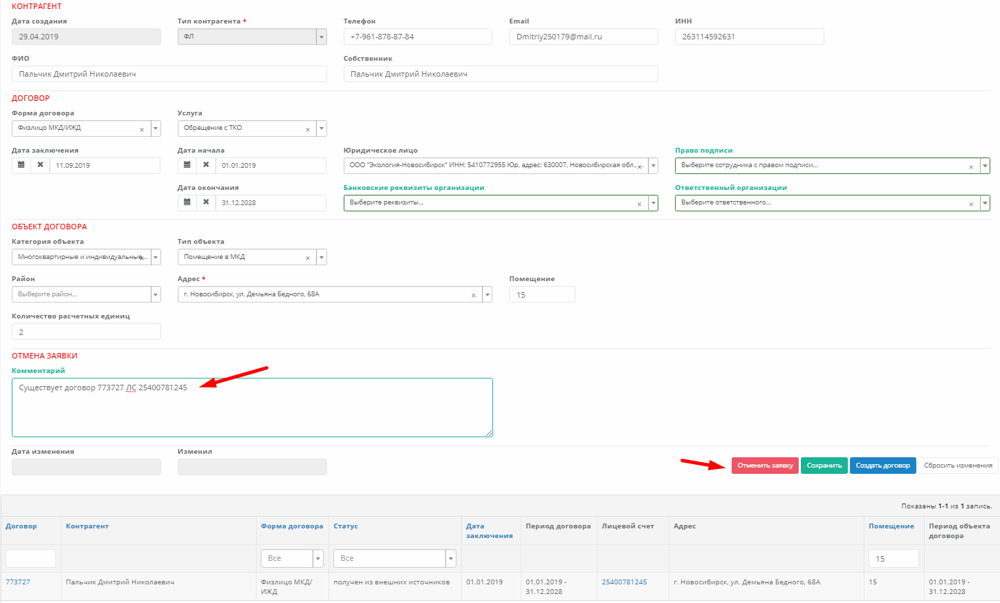 КОНТРАГЕНТ
Дата создания Тип контрагента * Телефон Email ИНН
29.04.2019 ФЛ +7-961-878-87-84 Dmitriy250179@mail.ru 263114592631
ФИО Собственник
Пальчик Дмитрий Николаевич Пальчик Дмитрий Николаевич
ДОГОВОР
Форма договора Услуга
Физлицо МКД/ИЖД × Обращение с ТКО ×
Дата заключения Дата начала Юридическое лицо Право подписи
11.09.2019 01.01.2019 ООО "Экология-Новосибирск" ИНН: 5410772955 Юр. адрес: 630007, Новосибирская обл., ... × Выберите сотрудника с правом подписи... ×
Дата окончания Банковские реквизиты организации Ответственный организации
31.12.2028 Выберите реквизиты... × Выберите ответственного... ×
ОБЪЕКТ ДОГОВОРА
Категория объекта Тип объекта
Многоквартирные и индивидуальные... × Помещение в МКД ×
Район Адрес * Помещение
Выберите район... г. Новосибирск, ул. Демьяна Бедного, 68А × 15
Количество расчетных единиц
2
ОТМЕНА ЗАЯВКИ
Комментарий
Существует договор 773727 ЛС 25400781245
Дата изменения Изменил
Отменить заявку Сохранить Создать договор Сбросить изменения
Показаны 1-1 из 1 запись.
Договор Контрагент Форма договора Статус Дата заключения Период договора Лицевой счет Адрес Помещение Период объекта договора
Все Все 15
773727 Пальчик Дмитрий Николаевич Физлицо МКД/ получен из внешних источников 01.01.2019 01.01.2019 - 25400781245 г. Новосибирск, ул. Демьяна Бедного, 68А 15 01.01.2019 -
ИЖД 31.12.2028 31.12.2028